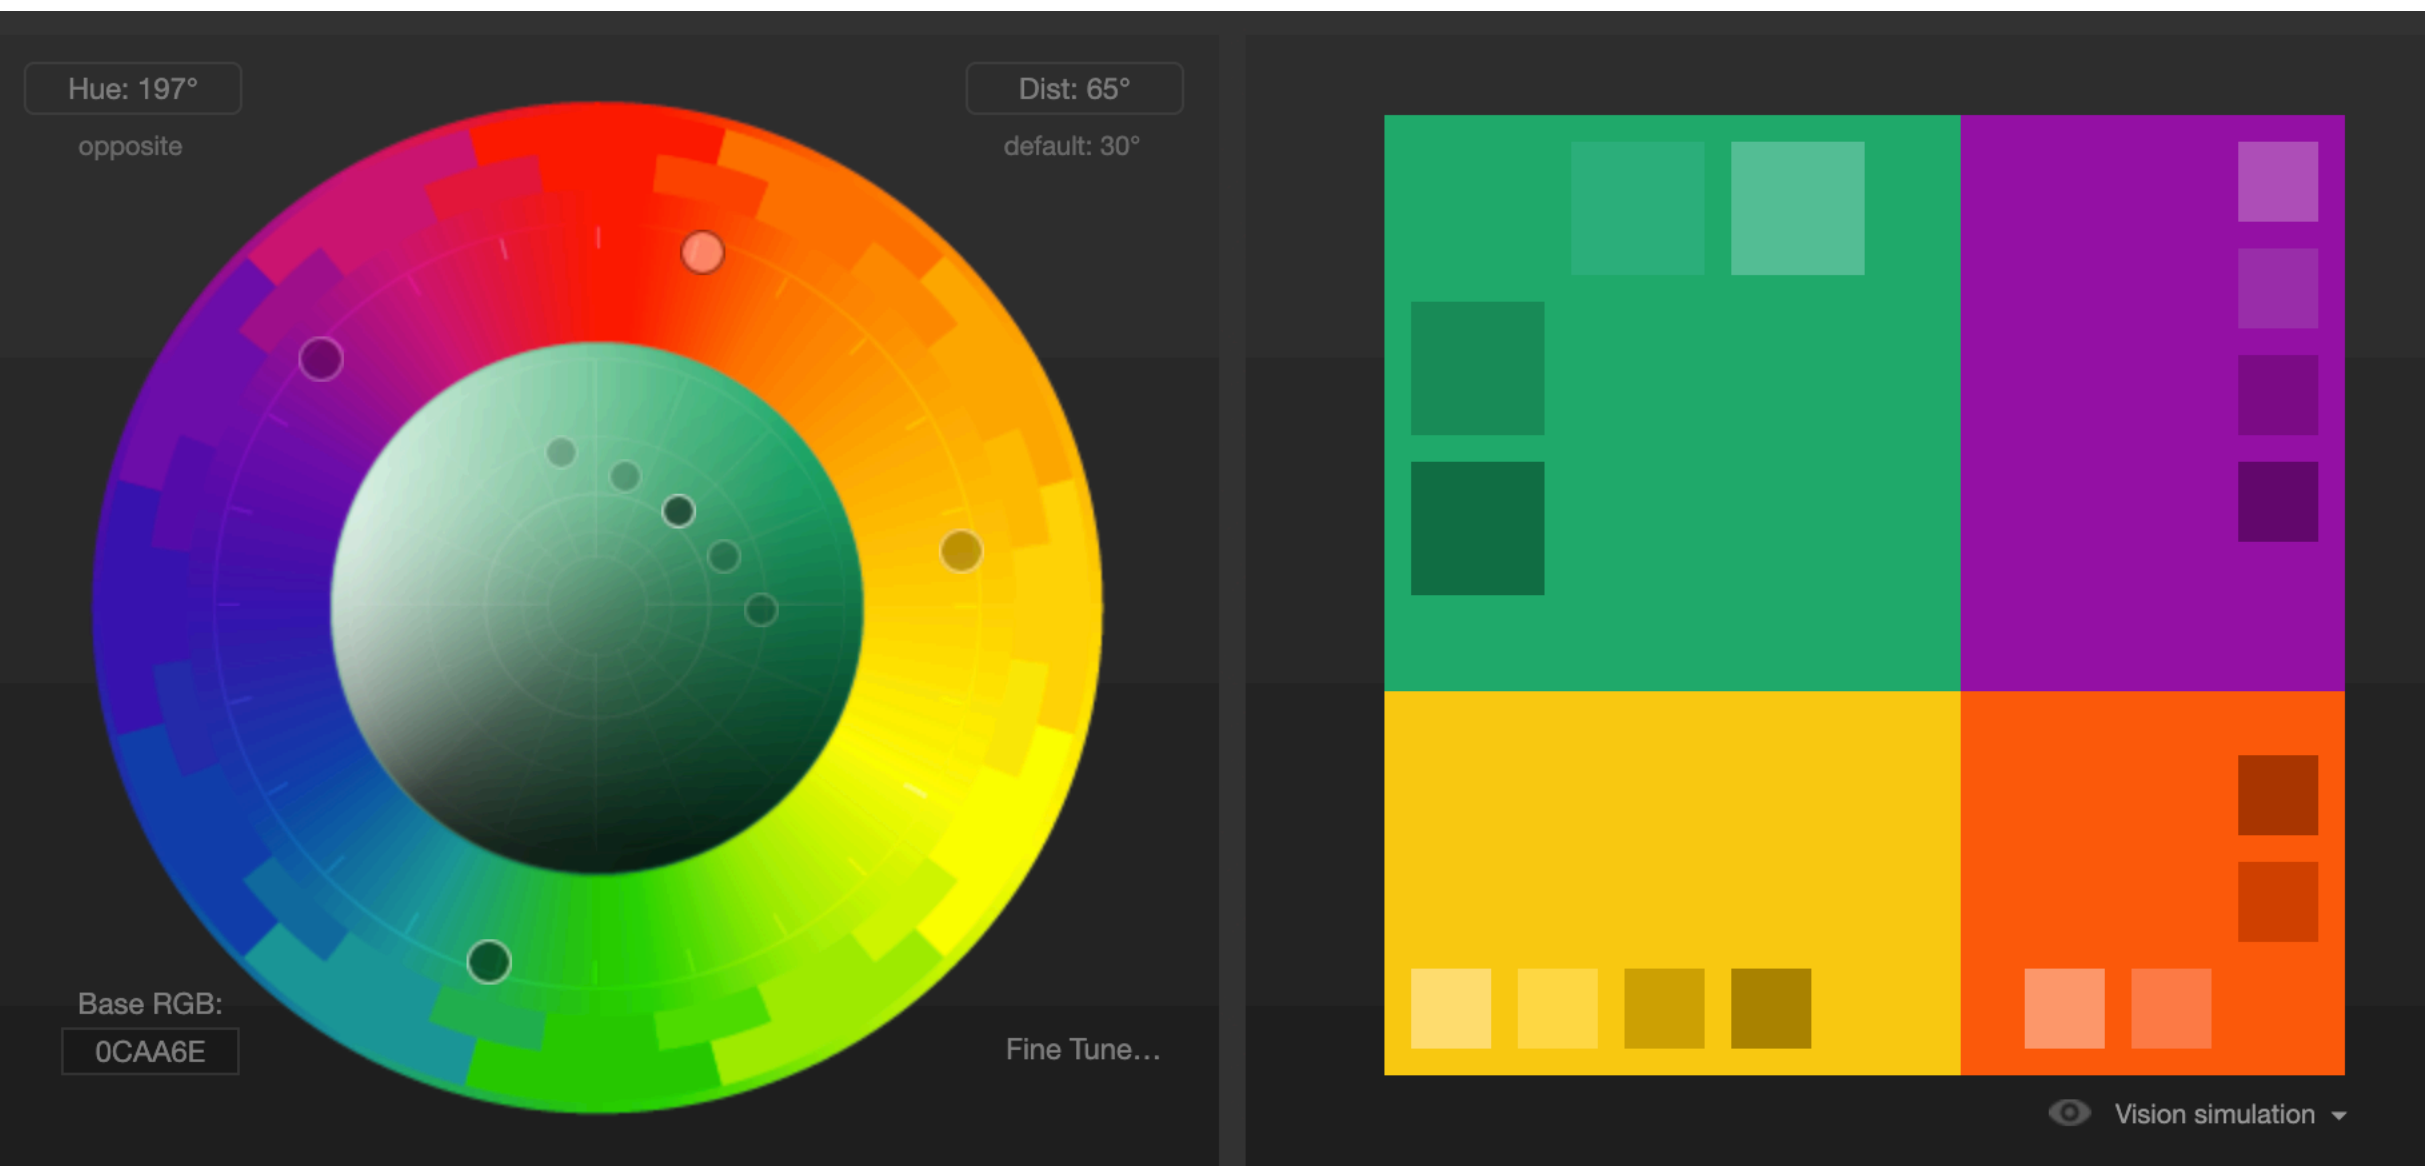 Hue: 197°
Dist: 65°
opposite
default: 30°
Base RGB:
0CAA6E
Fine Tune...
Vision simulation